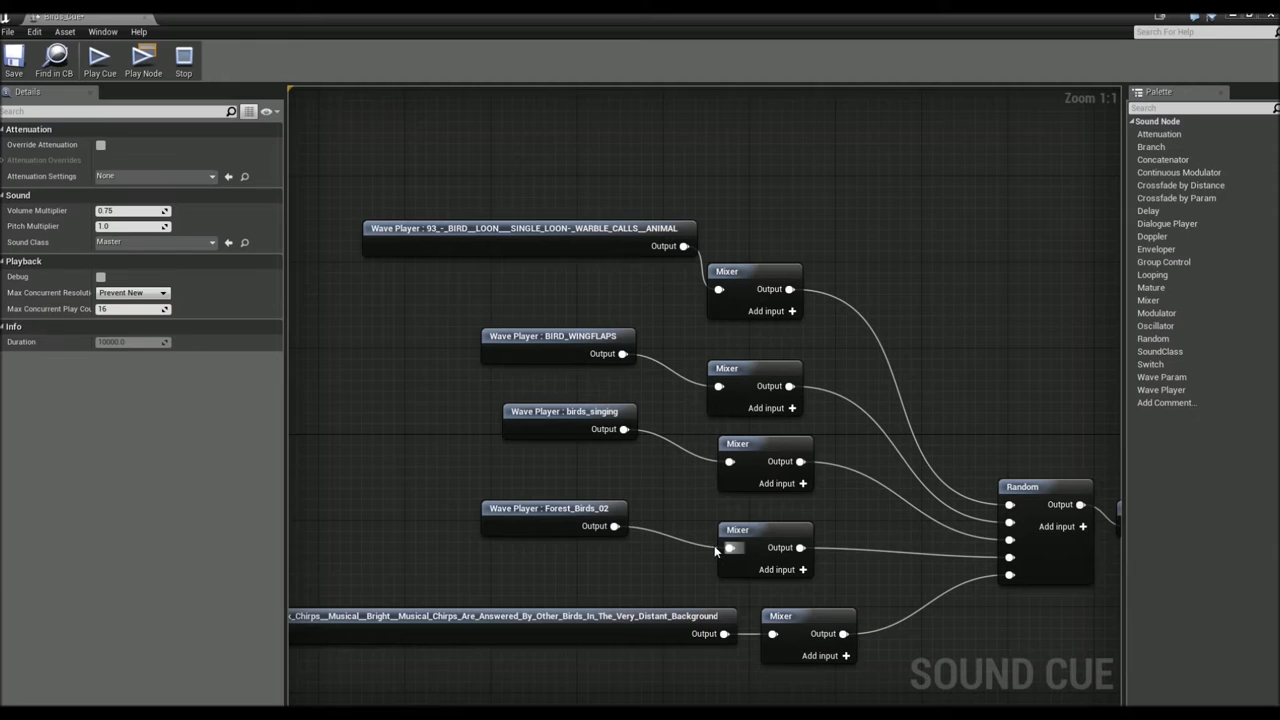 Birds_Cue*
File Edit Asset Window Help
Search For Help
Save Find in CB Play Cue Play Node Stop
Details
Search
Attenuation
Override Attenuation
Attenuation Overrides
Attenuation Settings None
Sound
Volume Multiplier 0.75
Pitch Multiplier 1.0
Sound Class Master
Playback
Debug
Max Concurrent Resoluti Prevent New
Max Concurrent Play Cou 16
Info
Duration 10000.0
Zoom 1:1
Wave Player : 93_-_BIRD__LOON___SINGLE_LOON-_WARBLE_CALLS__ANIMAL
Output
Mixer
Output
Add input
Wave Player : BIRD_WINGFLAPS
Output
Mixer
Output
Add input
Wave Player : birds_singing
Output
Mixer
Output
Add input
Wave Player : Forest_Birds_02
Output
Mixer
Output
Add input
_Chirps__Musical__Bright__Musical_Chirps_Are_Answered_By_Other_Birds_In_The_Very_Distant_Background
Output
Mixer
Output
Add input
Random
Output
Add input
SOUND CUE
Palette
Search
Sound Node
Attenuation
Branch
Concatenator
Continuous Modulator
Crossfade by Distance
Crossfade by Param
Delay
Dialogue Player
Doppler
Enveloper
Group Control
Looping
Mature
Mixer
Modulator
Oscillator
Random
SoundClass
Switch
Wave Param
Wave Player
Add Comment...